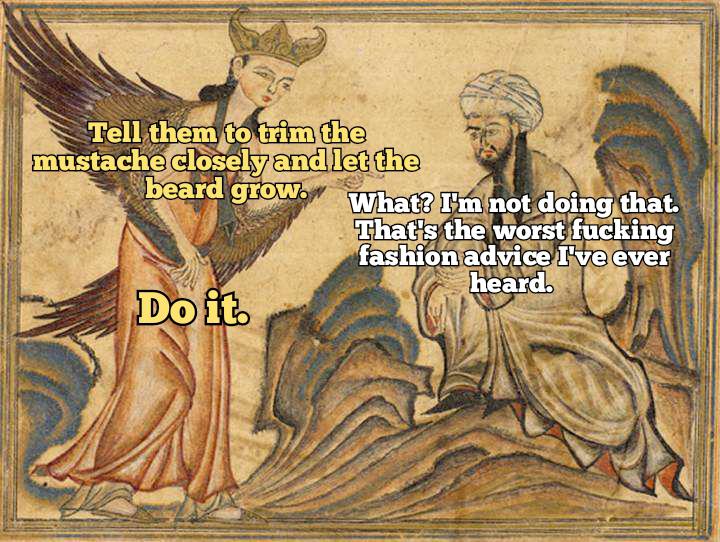 Tell them to trim the
mustache closely and let the
beard grow.
What? I'm not doing that.
That's the worst fucking
fashion advice I've ever
heard.
Do it.